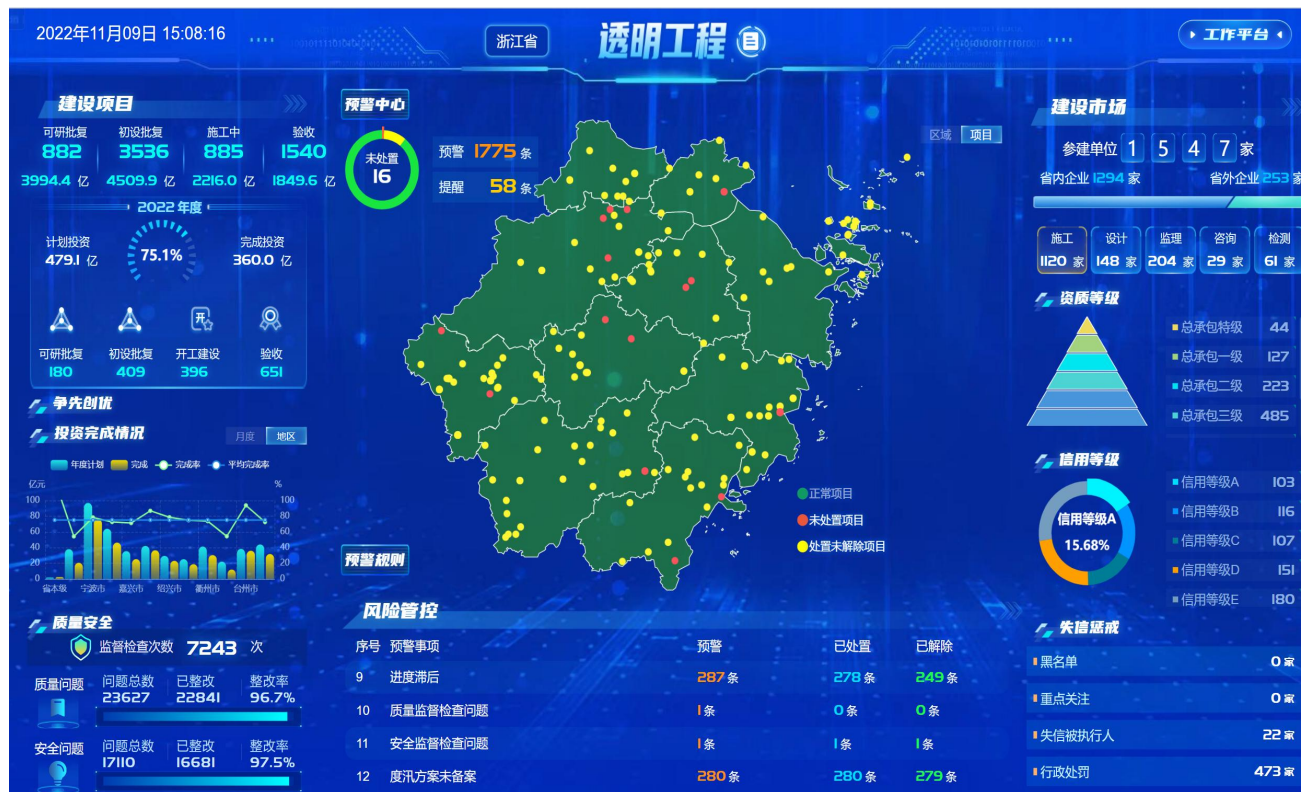 2022年11月09日 15:08:16
浙江省
透明工程
工作平台
建设项目
可研批复 初设批复 施工中 验收
882 3536 885 1540
3994.4 亿 4509.9 亿 2216.0 亿 1849.6 亿
2022 年度
计划投资 完成投资
479.1 亿 75.1% 360.0 亿
开
可研批复 初设批复 开工建设 验收
180 409 396 651
争先创优
投资完成情况
月度 地区
年度计划 完成 完成率 平均完成率
亿元 %
100 100
80 80
60 60
40 40
20 20
0 0
省本级 宁波市 嘉兴市 绍兴市 衢州市 台州市
质量安全
监督检查次数 7243 次
质量问题 问题总数 已整改 整改率
23627 22841 96.7%
安全问题 问题总数 已整改 整改率
17110 16681 97.5%
预警中心
未处置
16
预警 1775 条
提醒 58 条
区域 项目
正常项目
未处置项目
处置未解除项目
预警规则
风险管控
序号 预警事项 预警 已处置 已解除
9 进度滞后 287 条 278 条 249 条
10 质量监督检查问题 1 条 0 条 0 条
11 安全监督检查问题 1 条 1 条 1 条
12 度汛方案未备案 280 条 280 条 279 条
建设市场
参建单位 1 5 4 7 家
省内企业 1294 家 省外企业 253 家
施工 设计 监理 咨询 检测
1120 家 148 家 204 家 29 家 61 家
资质等级
总承包特级 44
总承包一级 127
总承包二级 223
总承包三级 485
信用等级
信用等级A
15.68%
信用等级A 103
信用等级B 116
信用等级C 107
信用等级D 151
信用等级E 180
失信惩戒
黑名单 0 家
重点关注 0 家
失信被执行人 22 家
行政处罚 473 家